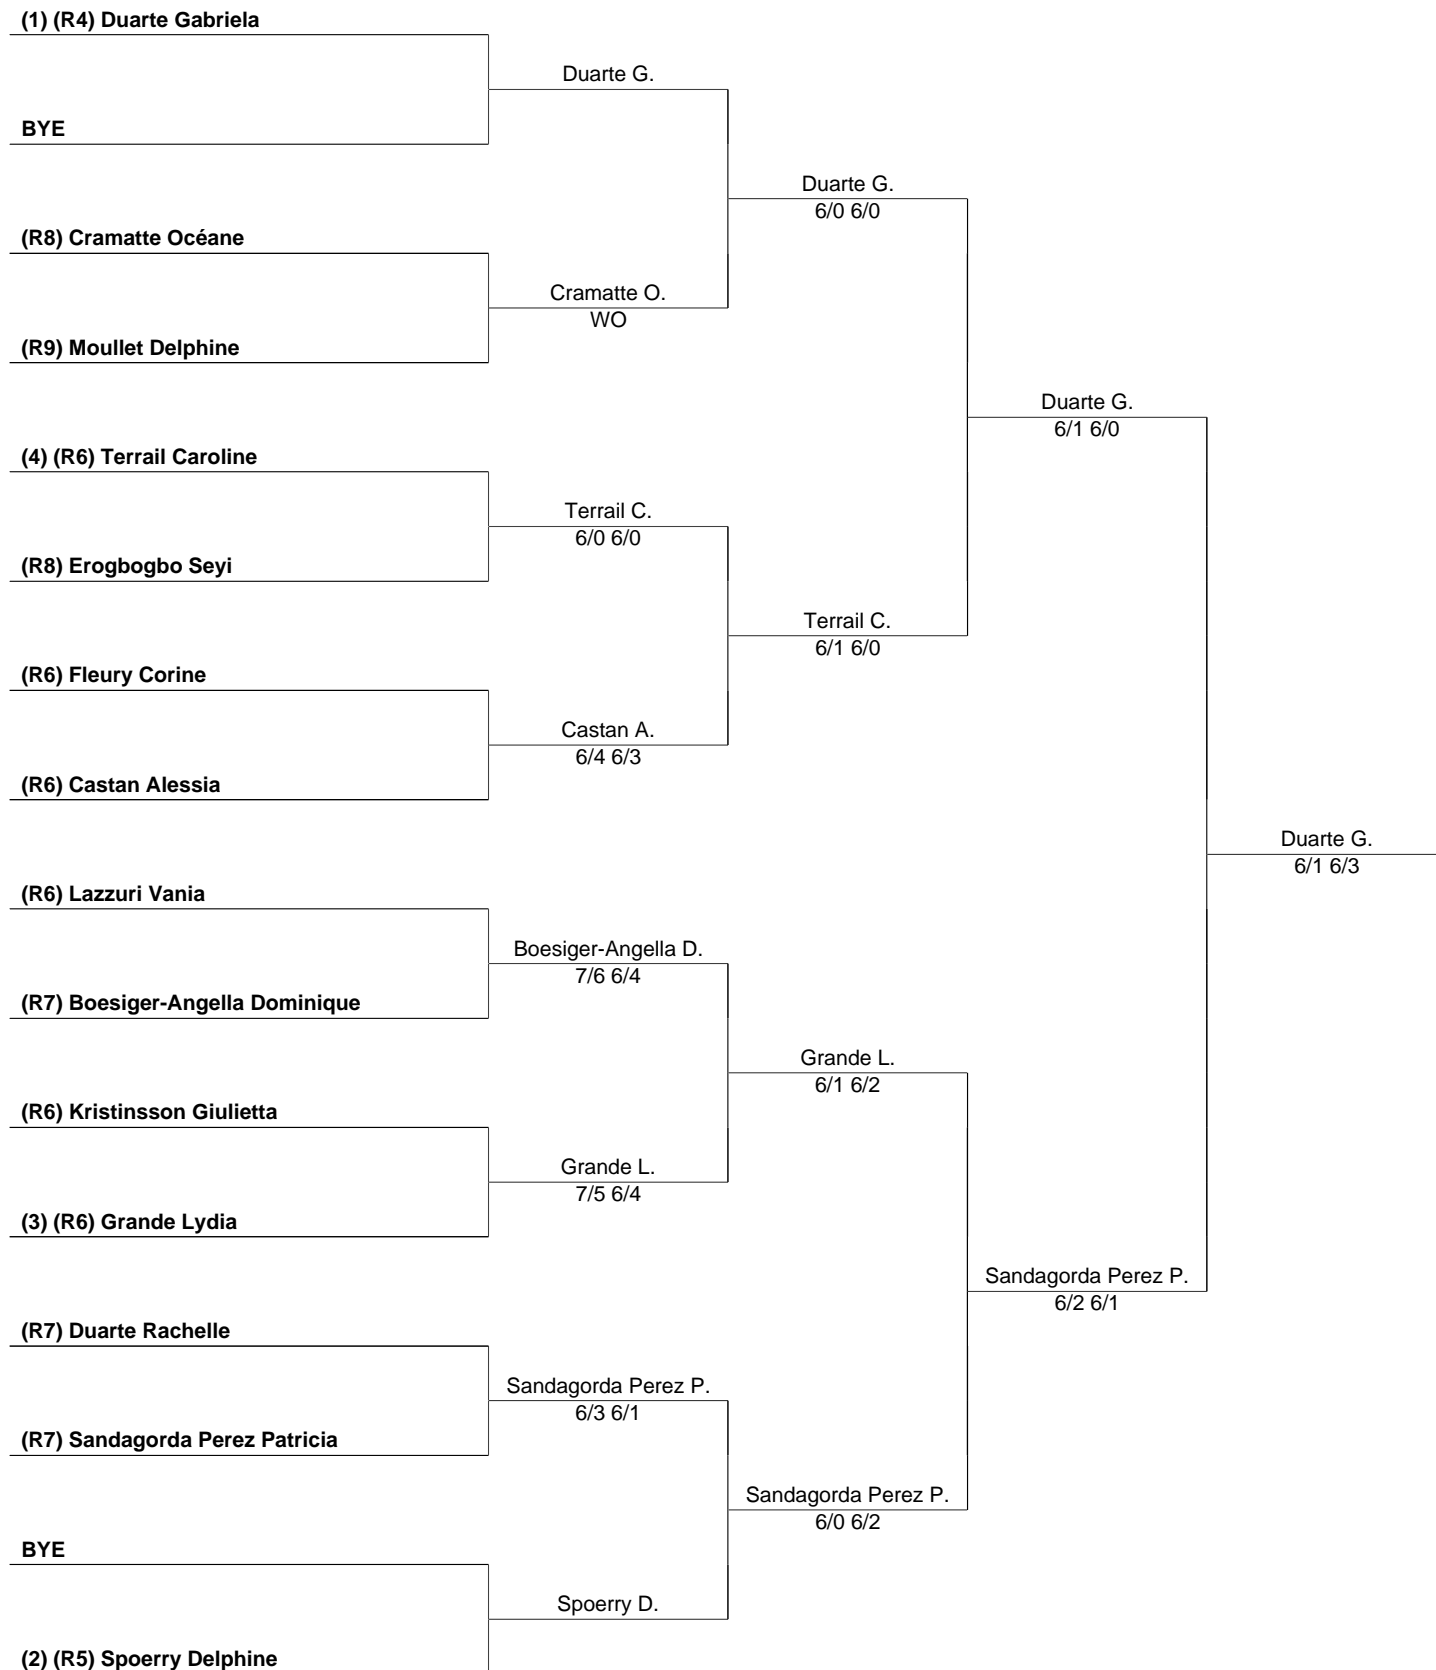 (1) (R4) Duarte Gabriela
Duarte G.
BYE
Duarte G.
6/0 6/0
(R8) Cramatte Océane
Cramatte O.
WO
(R9) Moullet Delphine
Duarte G.
6/1 6/0
(4) (R6) Terrail Caroline
Terrail C.
6/0 6/0
(R8) Erogbogbo Seyi
Terrail C.
6/1 6/0
(R6) Fleury Corine
Castan A.
6/4 6/3
(R6) Castan Alessia
Duarte G.
6/1 6/3
(R6) Lazzuri Vania
Boesiger-Angella D.
7/6 6/4
(R7) Boesiger-Angella Dominique
Grande L.
6/1 6/2
(R6) Kristinsson Giulietta
Grande L.
7/5 6/4
(3) (R6) Grande Lydia
Sandagorda Perez P.
6/2 6/1
(R7) Duarte Rachelle
Sandagorda Perez P.
6/3 6/1
(R7) Sandagorda Perez Patricia
Sandagorda Perez P.
6/0 6/2
BYE
Spoerry D.
(2) (R5) Spoerry Delphine